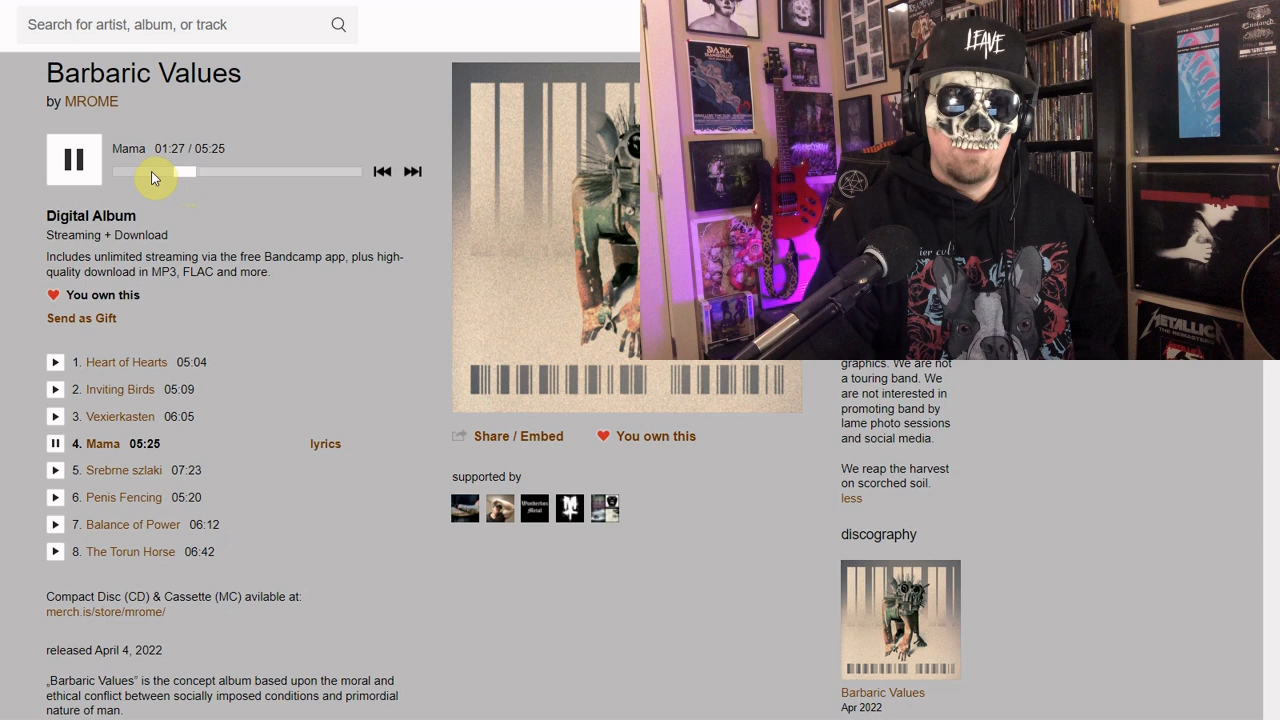 Search for artist, album, or track
Barbaric Values
by MROME
Mama 01:27 / 05:25
Digital Album
Streaming + Download
Includes unlimited streaming via the free Bandcamp app, plus high-
quality download in MP3, FLAC and more.
You own this
Send as Gift
1. Heart of Hearts 05:04
2. Inviting Birds 05:09
3. Vexierkasten 06:05
4. Mama 05:25 lyrics
5. Srebrne szlaki 07:23
6. Penis Fencing 05:20
7. Balance of Power 06:12
8. The Torun Horse 06:42
Compact Disc (CD) & Cassette (MC) avilable at:
merch.is/store/mrome/
released April 4, 2022
„Barbaric Values” is the concept album based upon the moral and
ethical conflict between socially imposed conditions and primordial
nature of man.
Share / Embed
You own this
supported by
Wonderbox
Metal
LEAVE
DARK
TRANQUILLITY
METALLICA
graphics. We are not
a touring band. We
are not interested in
promoting band by
lame photo sessions
and social media.
We reap the harvest
on scorched soil.
less
discography
Barbaric Values
Apr 2022